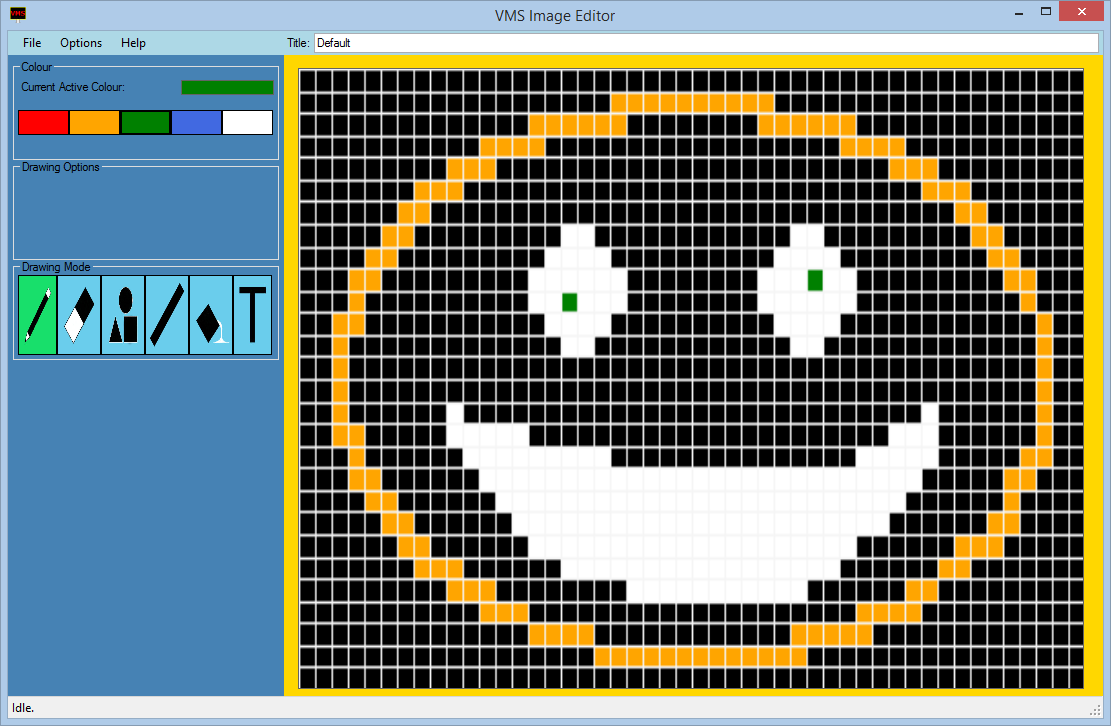 VMS
VMS Image Editor
File Options Help
Title: Default
Colour
Current Active Colour:
Drawing Options
Drawing Mode
T
Idle.